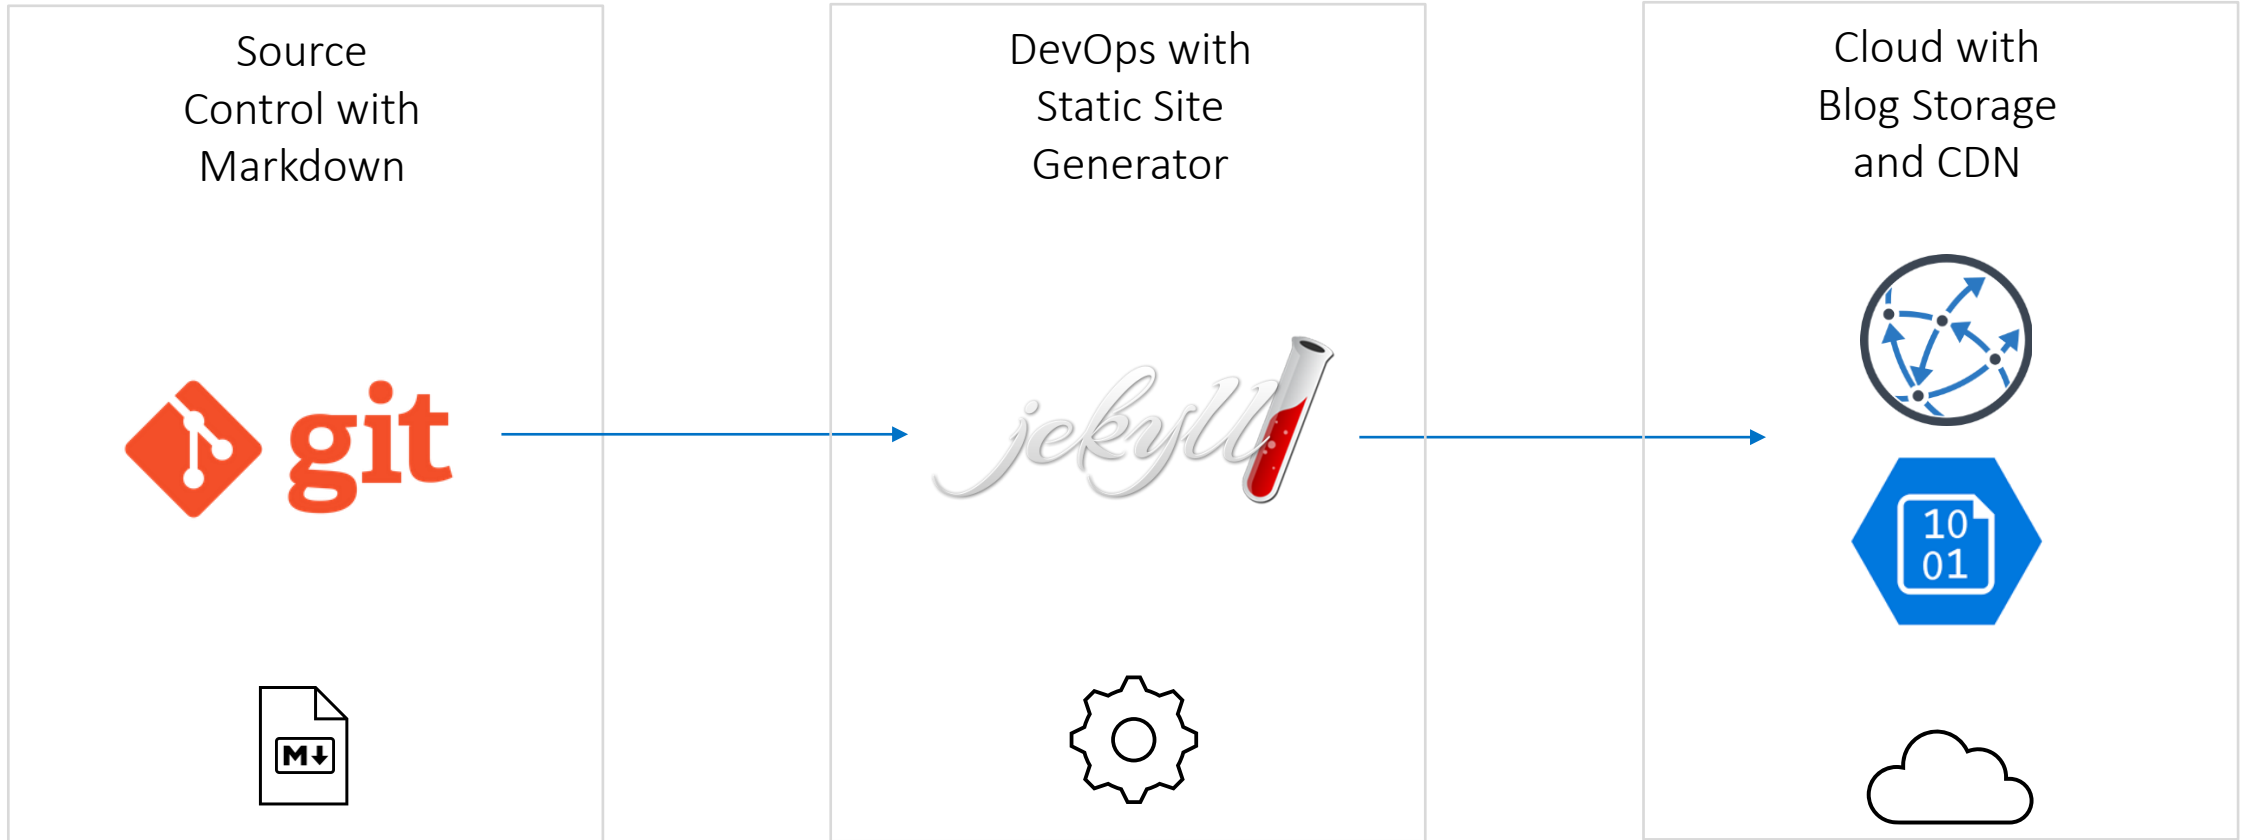 Source
Control with
Markdown
DevOps with
Static Site
Generator
Cloud with
Blog Storage
and CDN
git
jekyll
10
01
M